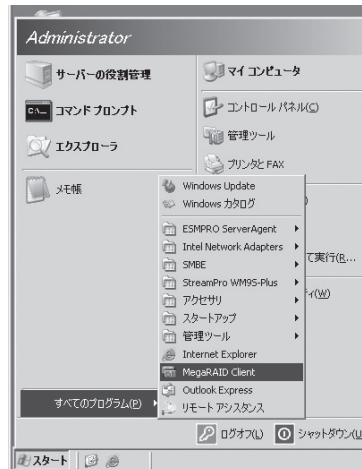 Administrator
サーバーの役割管理
コマンド プロンプト
エクスプローラ
メモ帳
マイ コンピュータ
コントロール パネル(C)
管理ツール
プリンタと FAX
て実行(R...
ィ(W)
Windows Update
Windows カタログ
ESMPRO ServerAgent
Intel Network Adapters
SMBE
StreamPro WM9S-Plus
アクセサリ
スタートアップ
管理ツール
Internet Explorer
MegaRAID Client
Outlook Express
リモート アシスタンス
すべてのプログラム(P)
ログオフ(L)
シャットダウン(U
スタート